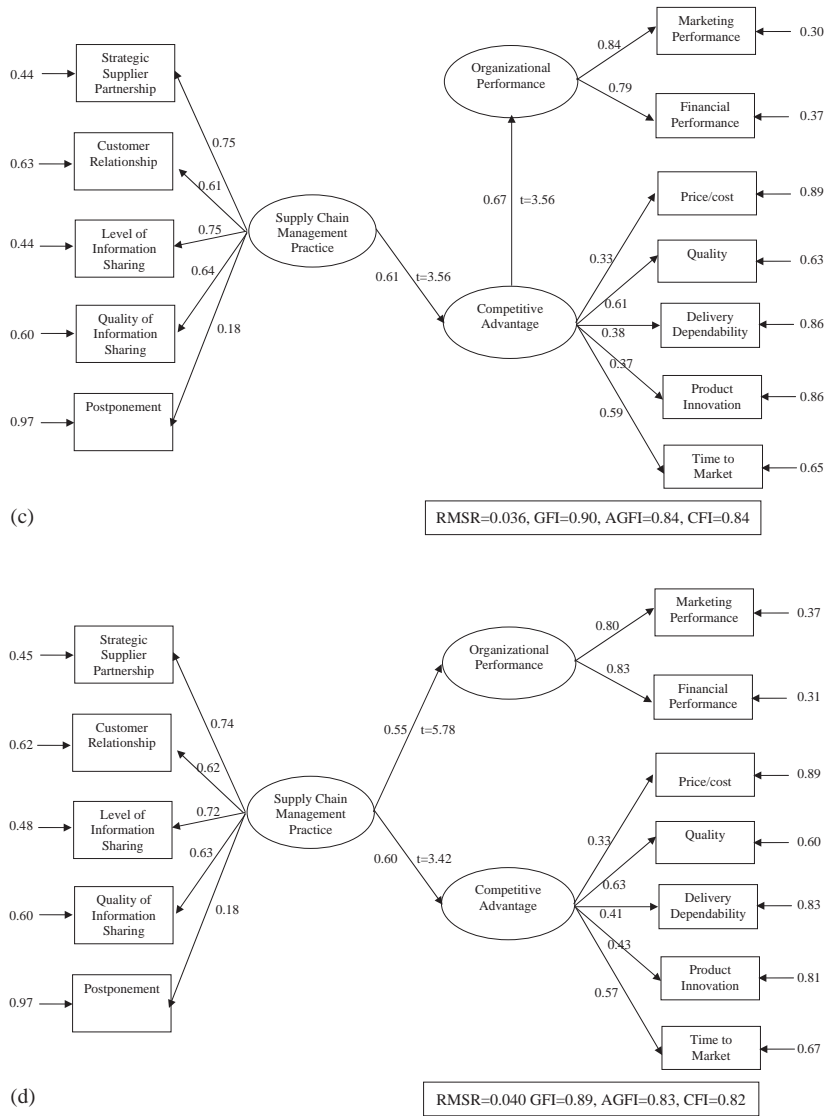 Strategic
Supplier
Partnership
0.44
0.75
Customer
Relationship
0.63
0.61
Level of
Information
Sharing
0.44
0.75
Quality of
Information
Sharing
0.60
0.64
Postponement
0.97
0.18
Supply Chain
Management
Practice
0.61 t=3.56
Organizational
Performance
0.67 t=3.56
Competitive
Advantage
0.84
Marketing
Performance
0.30
0.79
Financial
Performance
0.37
0.33
Price/cost
0.89
0.61
Quality
0.63
0.38
Delivery
Dependability
0.86
0.37
Product
Innovation
0.86
0.59
Time to
Market
0.65
(c)
RMSR=0.036, GFI=0.90, AGFI=0.84, CFI=0.84
Strategic
Supplier
Partnership
0.45
0.74
Customer
Relationship
0.62
0.62
Level of
Information
Sharing
0.48
0.72
Quality of
Information
Sharing
0.60
0.63
Postponement
0.97
0.18
Supply Chain
Management
Practice
0.55 t=5.78
0.60 t=3.42
Organizational
Performance
Competitive
Advantage
0.80
Marketing
Performance
0.37
0.83
Financial
Performance
0.31
0.33
Price/cost
0.89
0.63
Quality
0.60
0.41
Delivery
Dependability
0.83
0.43
Product
Innovation
0.81
0.57
Time to
Market
0.67
(d)
RMSR=0.040 GFI=0.89, AGFI=0.83, CFI=0.82